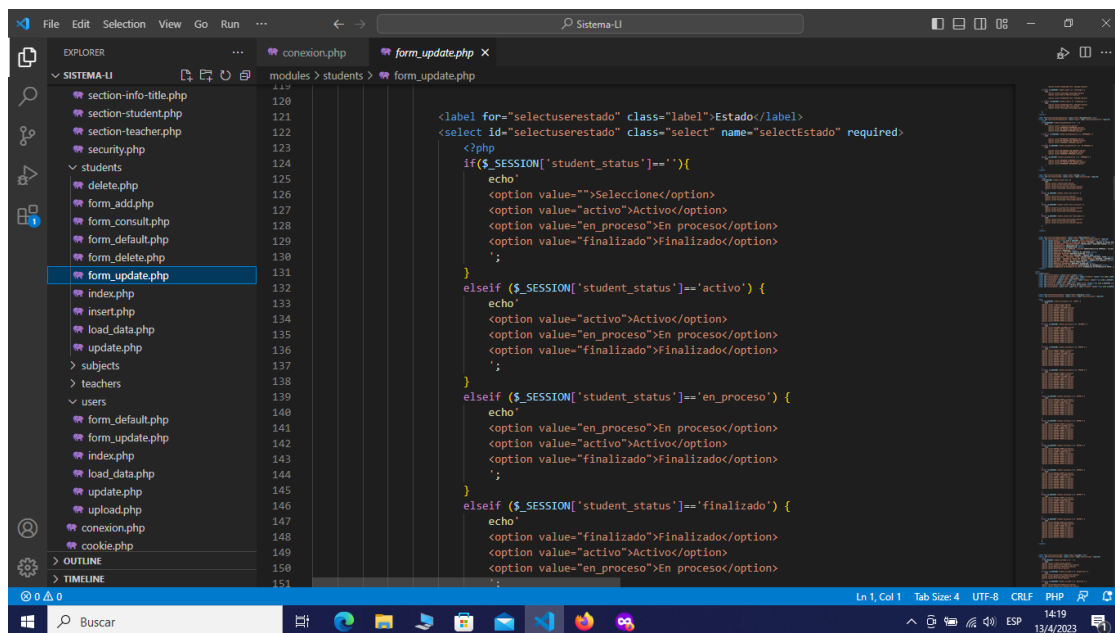 File Edit Selection View Go Run ··· Sistema-LI
EXPLORER ···
SISTEMA-LI
section-info-title.php
section-student.php
section-teacher.php
security.php
students
delete.php
form_add.php
form_consult.php
form_default.php
form_delete.php
form_update.php
index.php
insert.php
load_data.php
update.php
subjects
teachers
users
form_default.php
form_update.php
index.php
load_data.php
update.php
upload.php
conexion.php
cookie.php
OUTLINE
TIMELINE
1
conexion.php form_update.php ×
modules > students > form_update.php
119
120
121 <label for="selectuserestado" class="label">Estado</label>
122 <select id="selectuserestado" class="select" name="selectEstado" required>
123 <?php
124 if($_SESSION['student_status']==''){
125 echo'
126 <option value="">Seleccione</option>
127 <option value="activo">Activo</option>
128 <option value="en_proceso">En proceso</option>
129 <option value="finalizado">Finalizado</option>
130 ';
131 }
132 elseif ($_SESSION['student_status']=='activo') {
133 echo'
134 <option value="activo">Activo</option>
135 <option value="en_proceso">En proceso</option>
136 <option value="finalizado">Finalizado</option>
137 ';
138 }
139 elseif ($_SESSION['student_status']=='en_proceso') {
140 echo'
141 <option value="en_proceso">En proceso</option>
142 <option value="activo">Activo</option>
143 <option value="finalizado">Finalizado</option>
144 ';
145 }
146 elseif ($_SESSION['student_status']=='finalizado') {
147 echo'
148 <option value="finalizado">Finalizado</option>
149 <option value="activo">Activo</option>
150 <option value="en_proceso">En proceso</option>
151 ';
0 0 Ln 1, Col 1 Tab Size: 4 UTF-8 CRLF PHP
Buscar ESP 14:19
13/4/2023 1